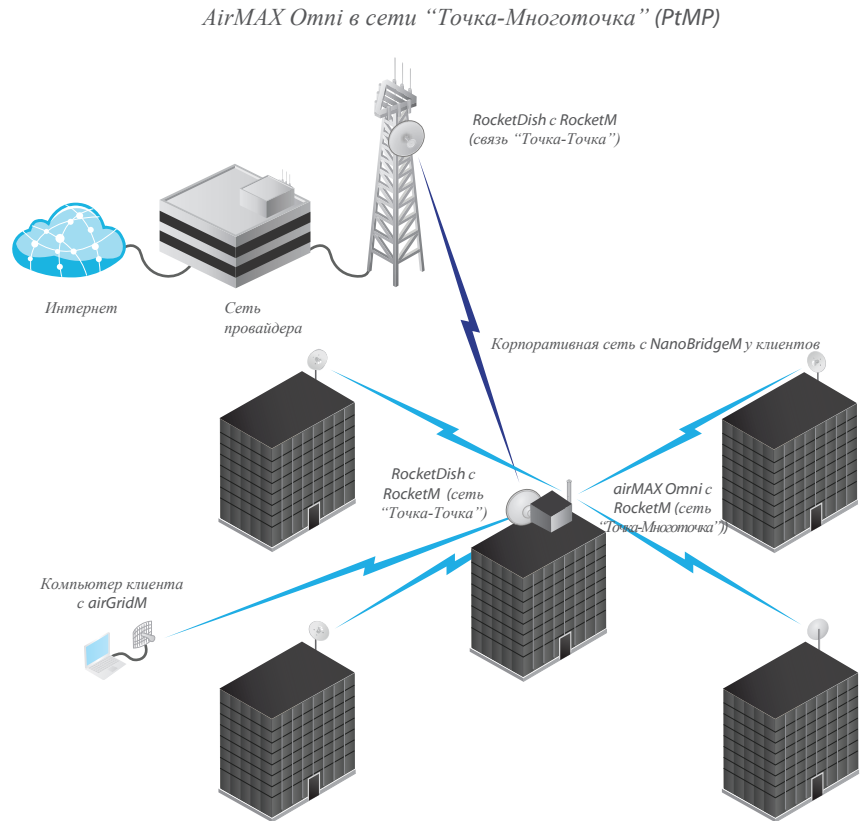 AirMAX Omni в сети “Точка-Многоточка” (PtMP)
RocketDish с RocketM
(связь “Точка-Точка”)
Интернет
Сеть
провайдера
Корпоративная сеть с NanoBridgeM у клиентов
RocketDish с
RocketM (сеть
“Точка-Точка”)
airMAX Omni с
RocketM (сеть
“Точка-Многоточка”))
Компьютер клиента
с airGridM